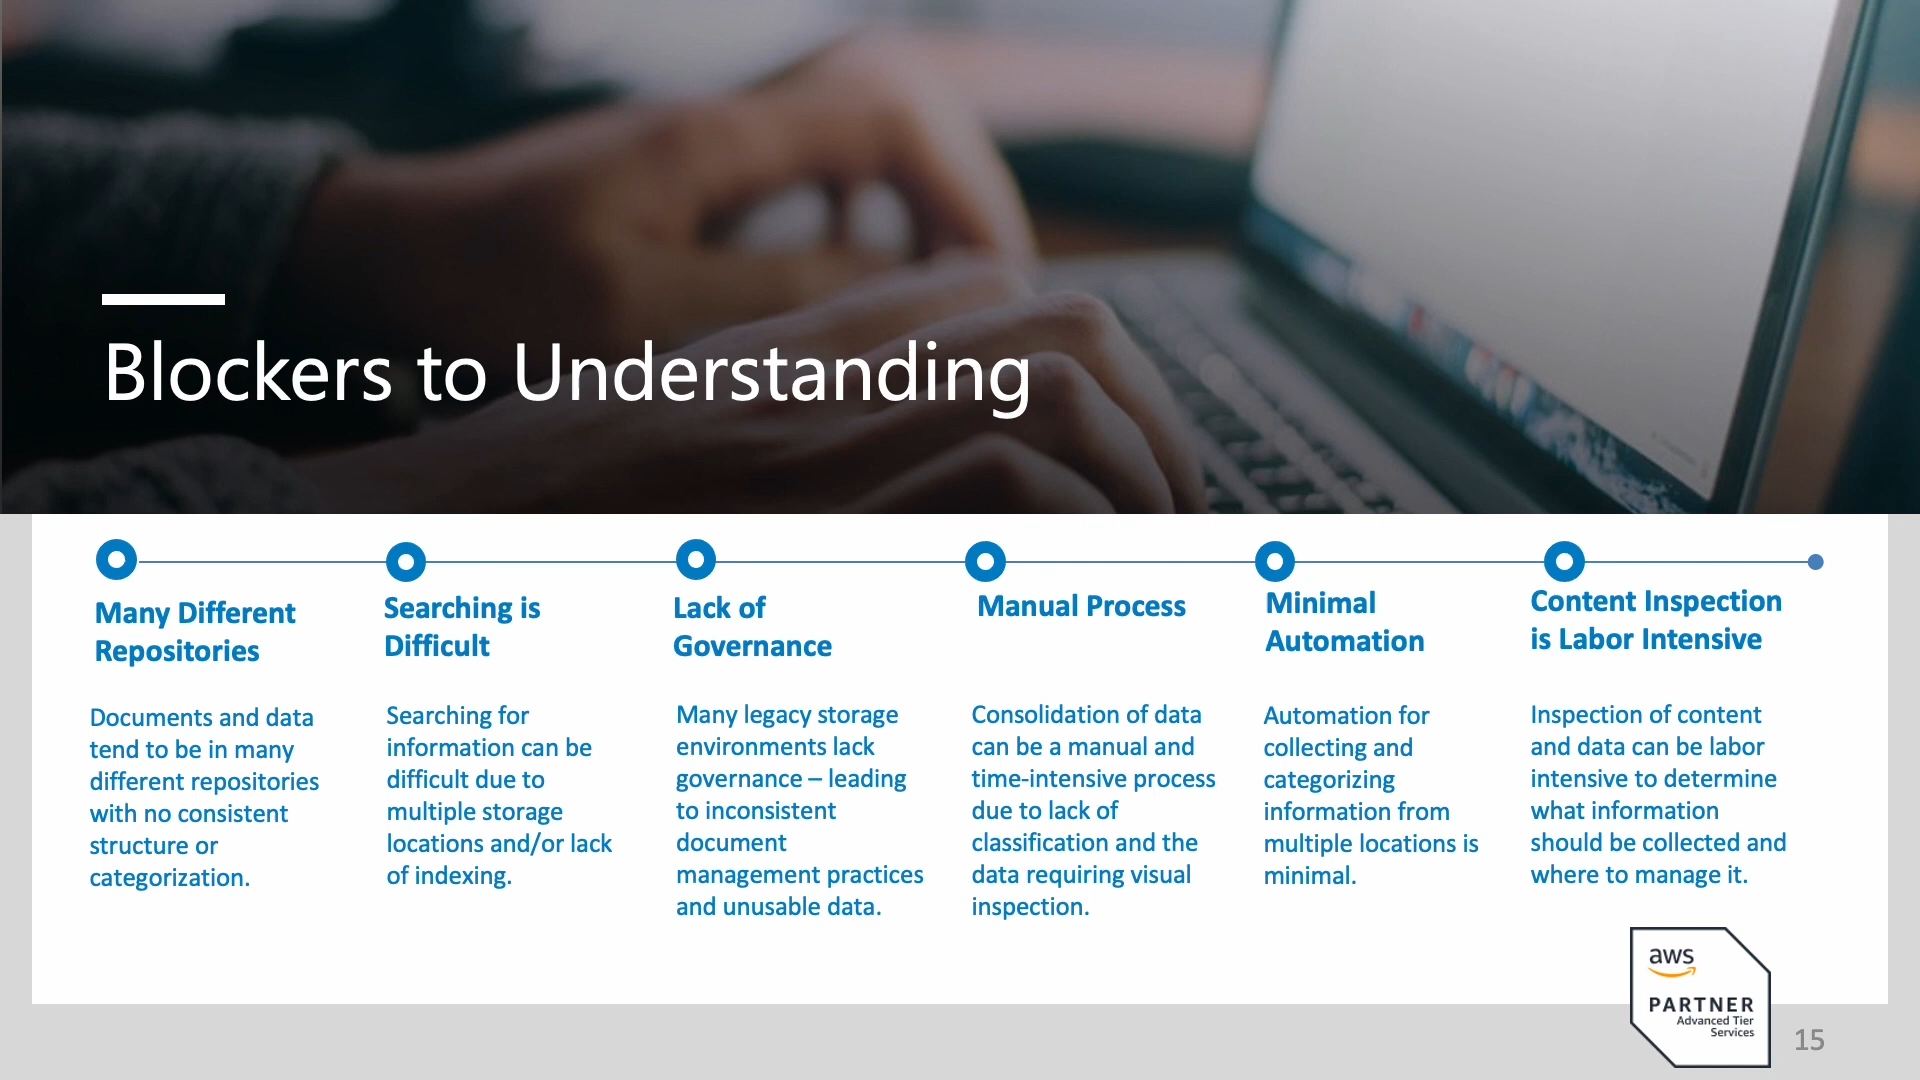 Blockers to Understanding
Many Different
Repositories
Documents and data
tend to be in many
different repositories
with no consistent
structure or
categorization.
Searching is
Difficult
Searching for
information can be
difficult due to
multiple storage
locations and/or lack
of indexing.
Lack of
Governance
Many legacy storage
environments lack
governance – leading
to inconsistent
document
management practices
and unusable data.
Manual Process
Consolidation of data
can be a manual and
time-intensive process
due to lack of
classification and the
data requiring visual
inspection.
Minimal
Automation
Automation for
collecting and
categorizing
information from
multiple locations is
minimal.
Content Inspection
is Labor Intensive
Inspection of content
and data can be labor
intensive to determine
what information
should be collected and
where to manage it.
aws
PARTNER
Advanced Tier
Services
15